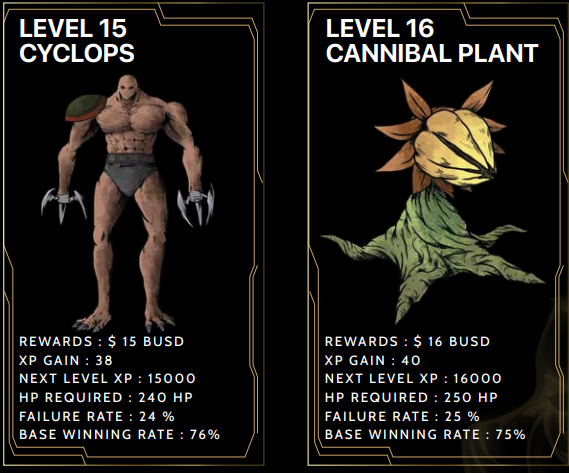 LEVEL 15
CYCLOPS
REWARDS : $ 15 BUSD
XP GAIN : 38
NEXT LEVEL XP : 15000
HP REQUIRED : 240 HP
FAILURE RATE : 24 %
BASE WINNING RATE : 76%
LEVEL 16
CANNIBAL PLANT
REWARDS : $ 16 BUSD
XP GAIN : 40
NEXT LEVEL XP : 16000
HP REQUIRED : 250 HP
FAILURE RATE : 25 %
BASE WINNING RATE : 75%